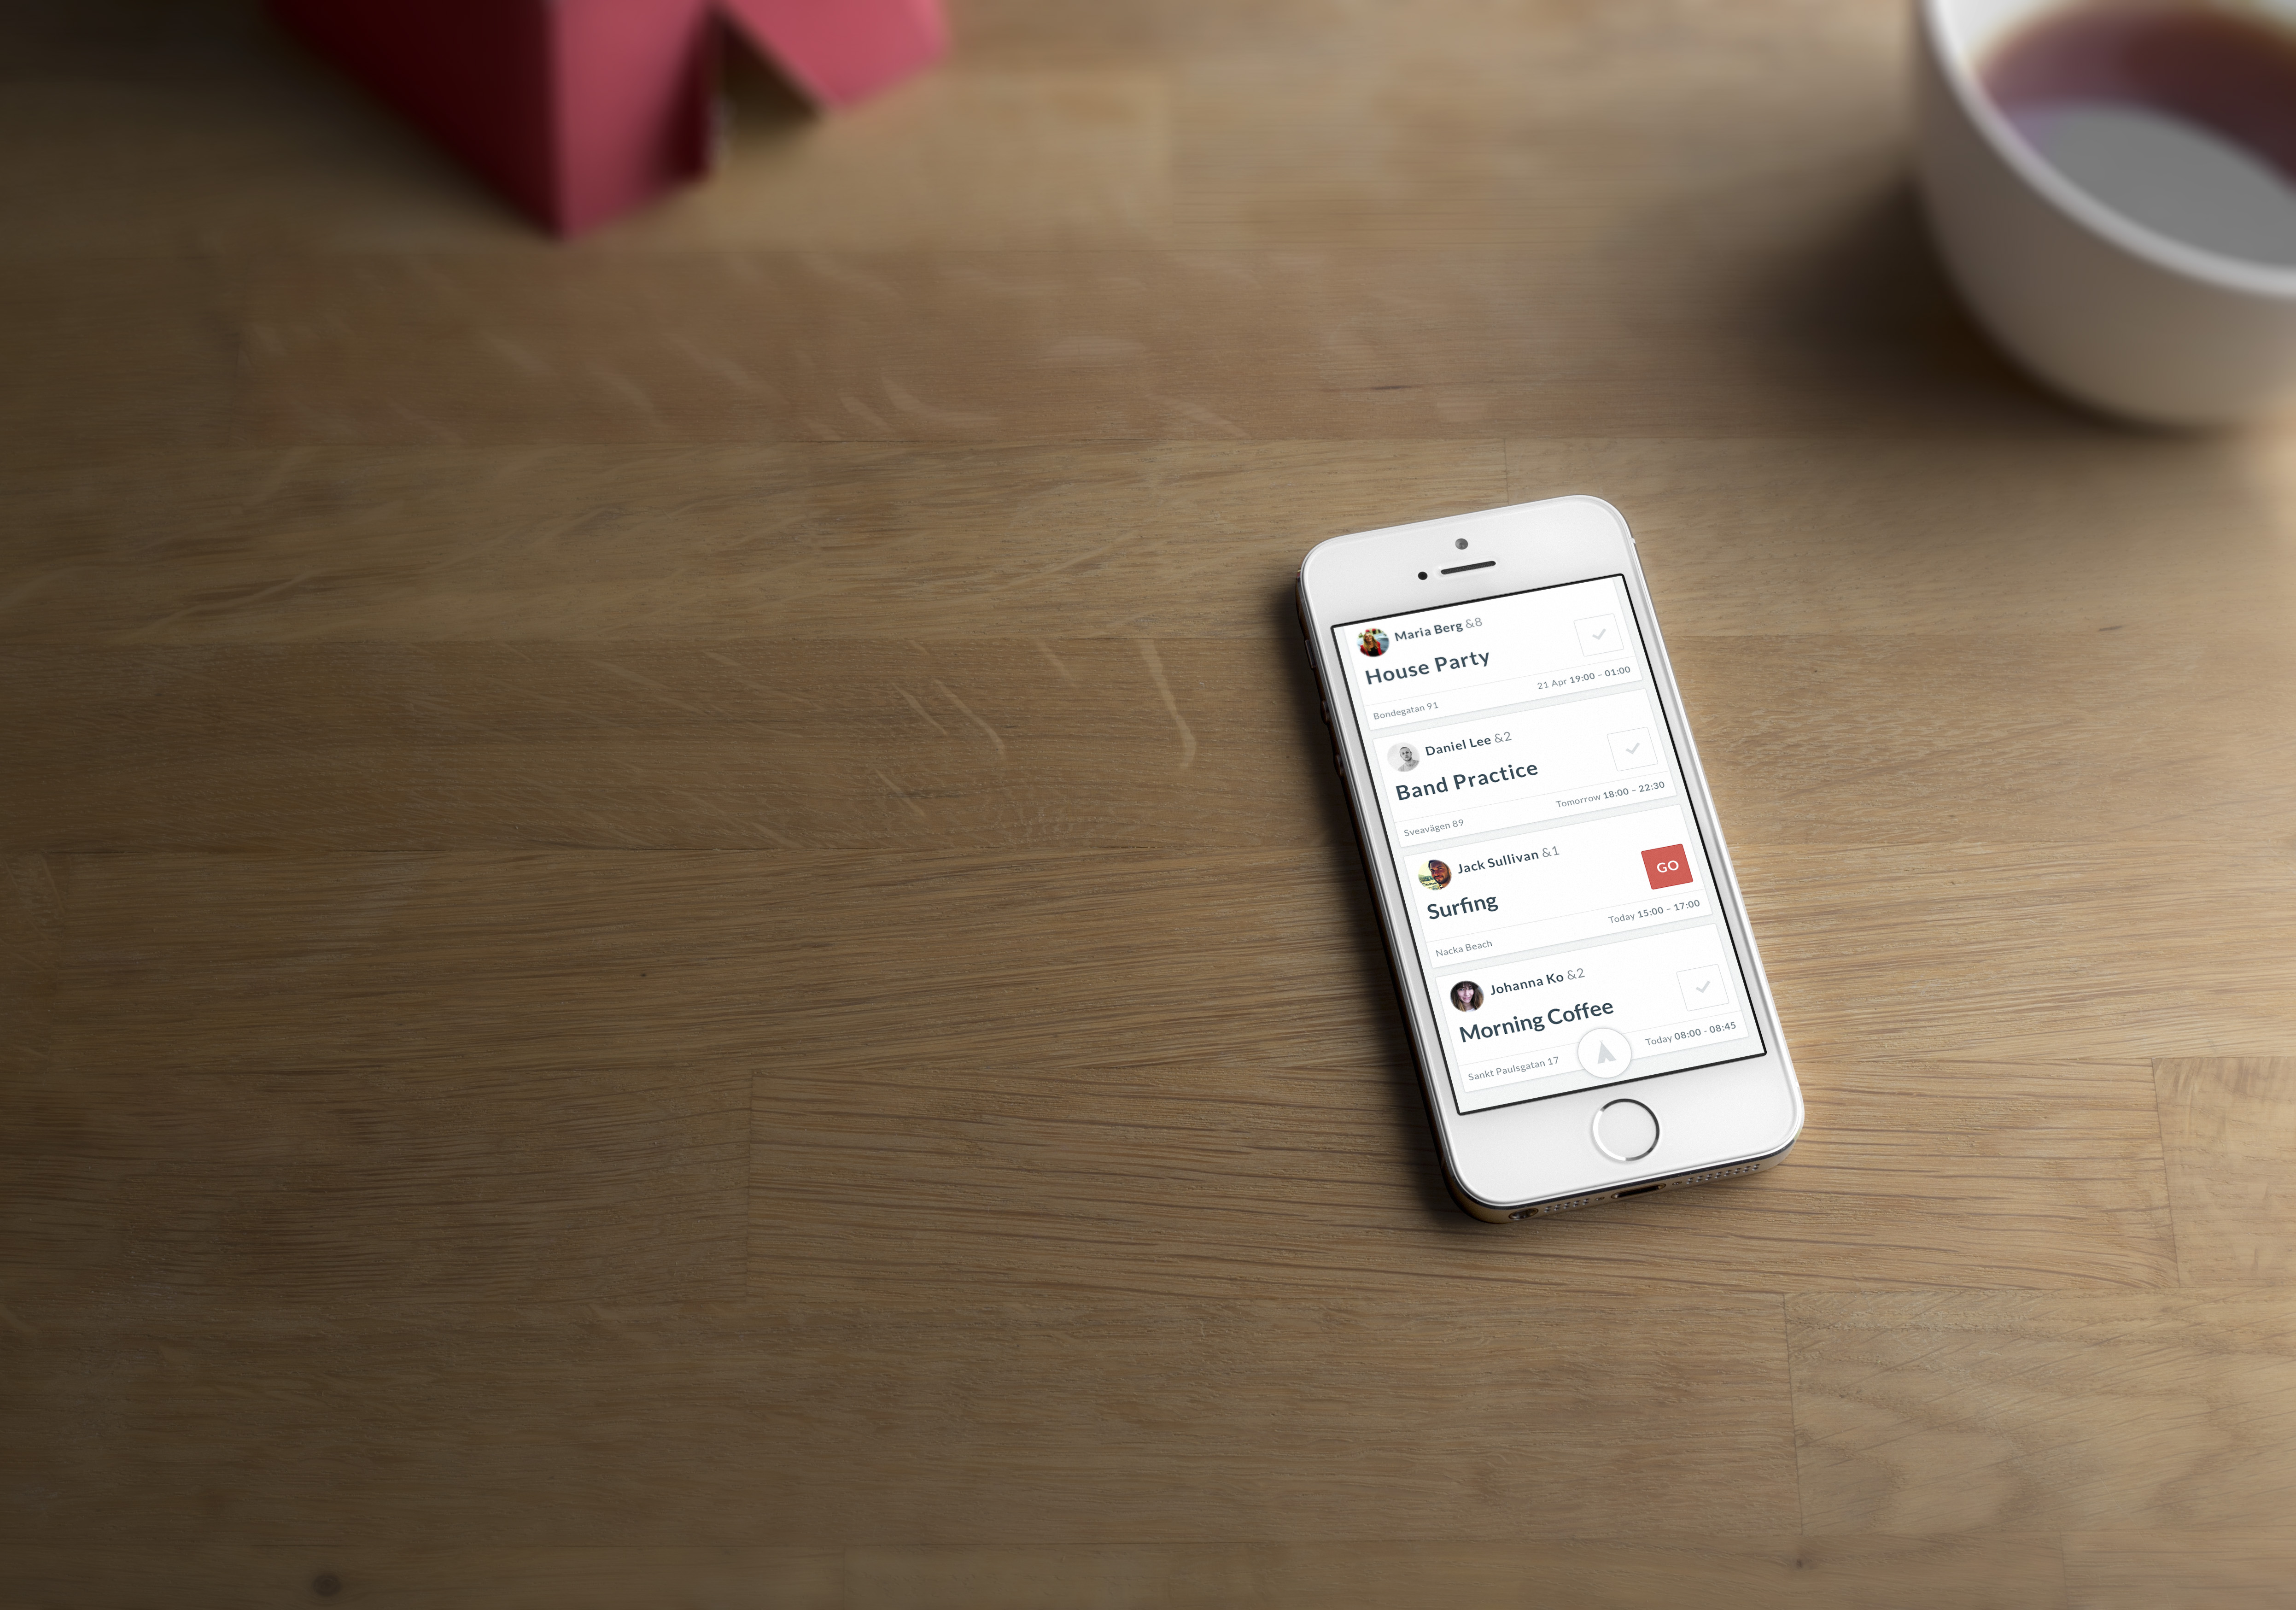 Maria Berg &8
House Party
Bondegatan 91
21 Apr 19:00 – 01:00
Daniel Lee &2
Band Practice
Sveavägen 89
Tomorrow 18:00 – 22:30
Jack Sullivan &1
GO
Surfing
Nacka Beach
Today 15:00 – 17:00
Johanna Ko &2
Morning Coffee
Sankt Paulsgatan 17
Today 08:00 - 08:45